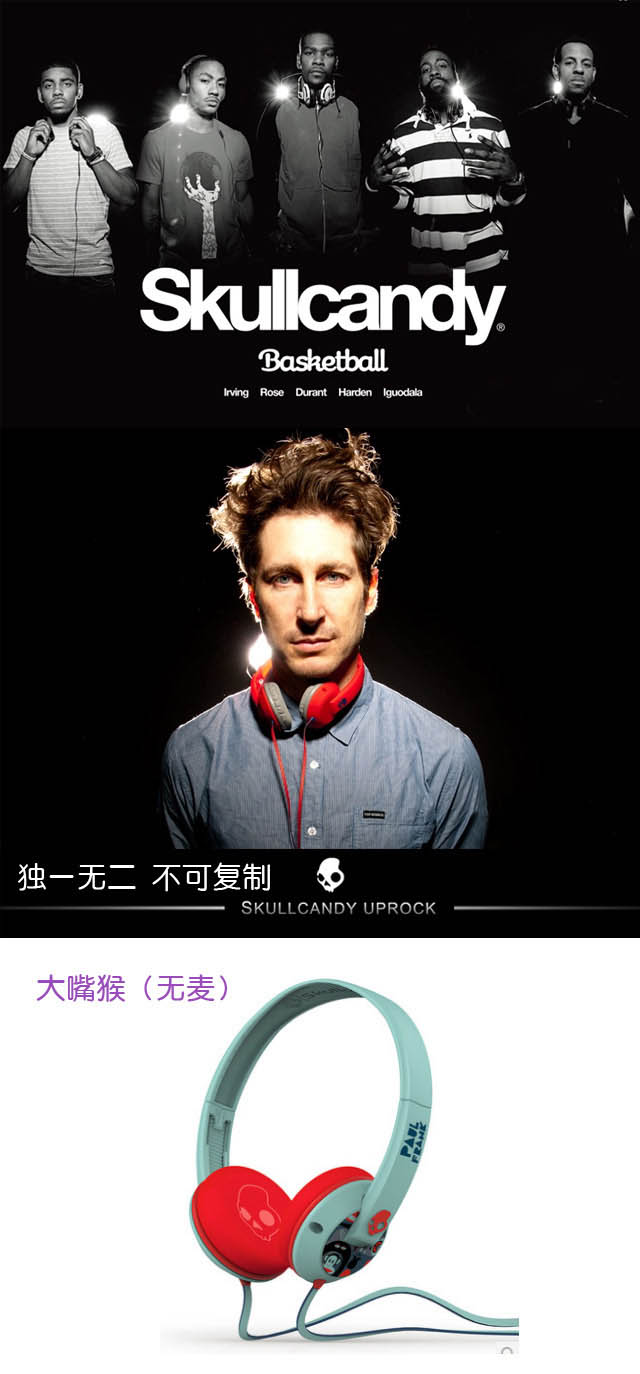 Skullcandy®
Basketball
Irving Rose Durant Harden Iguodala
独一无二 不可复制
SKULLCANDY UPROCK
大嘴猴（无麦）
PAUL
FRANK